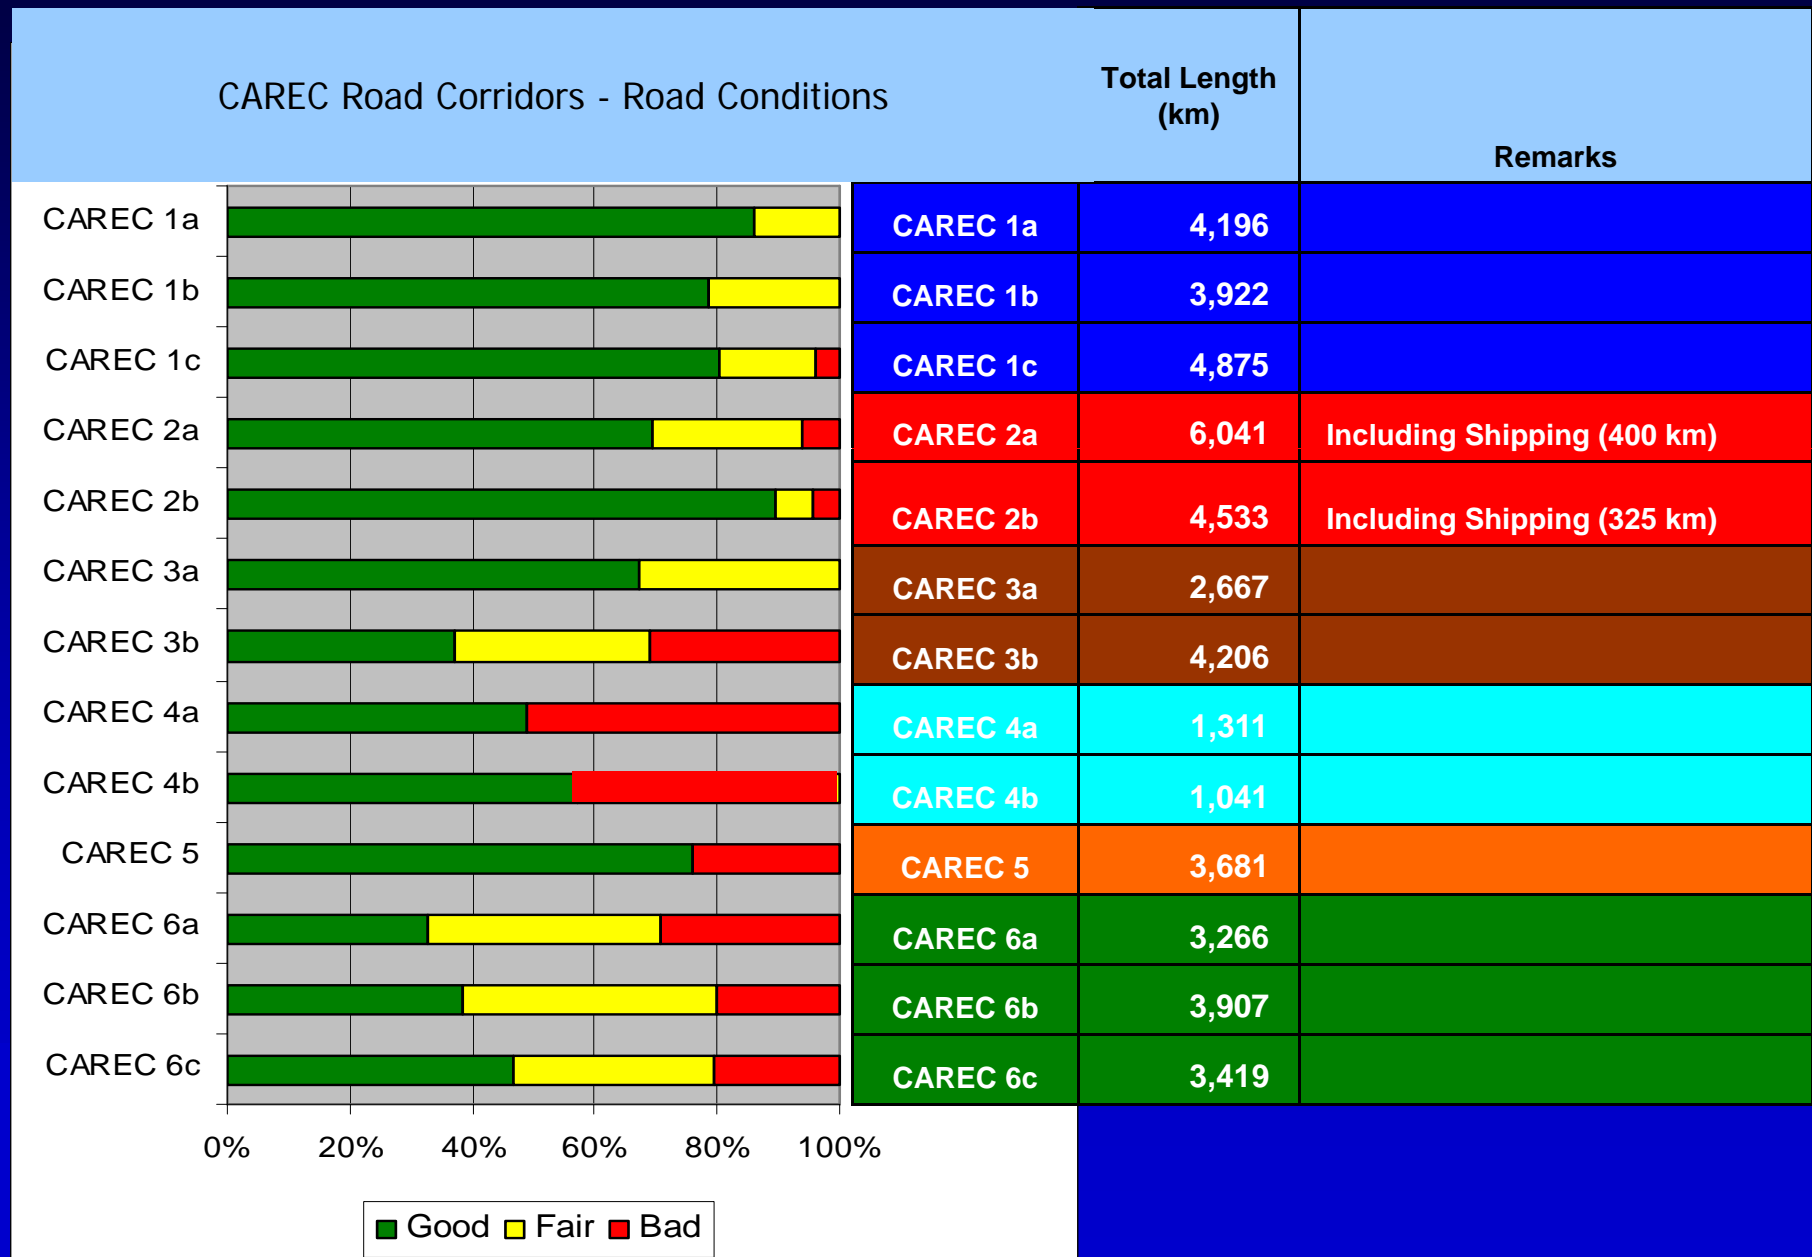 CAREC Road Corridors - Road Conditions
Total Length
(km)
Remarks
CAREC 1a
CAREC 1b
CAREC 1c
CAREC 2a
CAREC 2b
CAREC 3a
CAREC 3b
CAREC 4a
CAREC 4b
CAREC 5
CAREC 6a
CAREC 6b
CAREC 6c
0% 20% 40% 60% 80% 100%
Good Fair Bad
CAREC 1a 4,196
CAREC 1b 3,922
CAREC 1c 4,875
CAREC 2a 6,041 Including Shipping (400 km)
CAREC 2b 4,533 Including Shipping (325 km)
CAREC 3a 2,667
CAREC 3b 4,206
CAREC 4a 1,311
CAREC 4b 1,041
CAREC 5 3,681
CAREC 6a 3,266
CAREC 6b 3,907
CAREC 6c 3,419